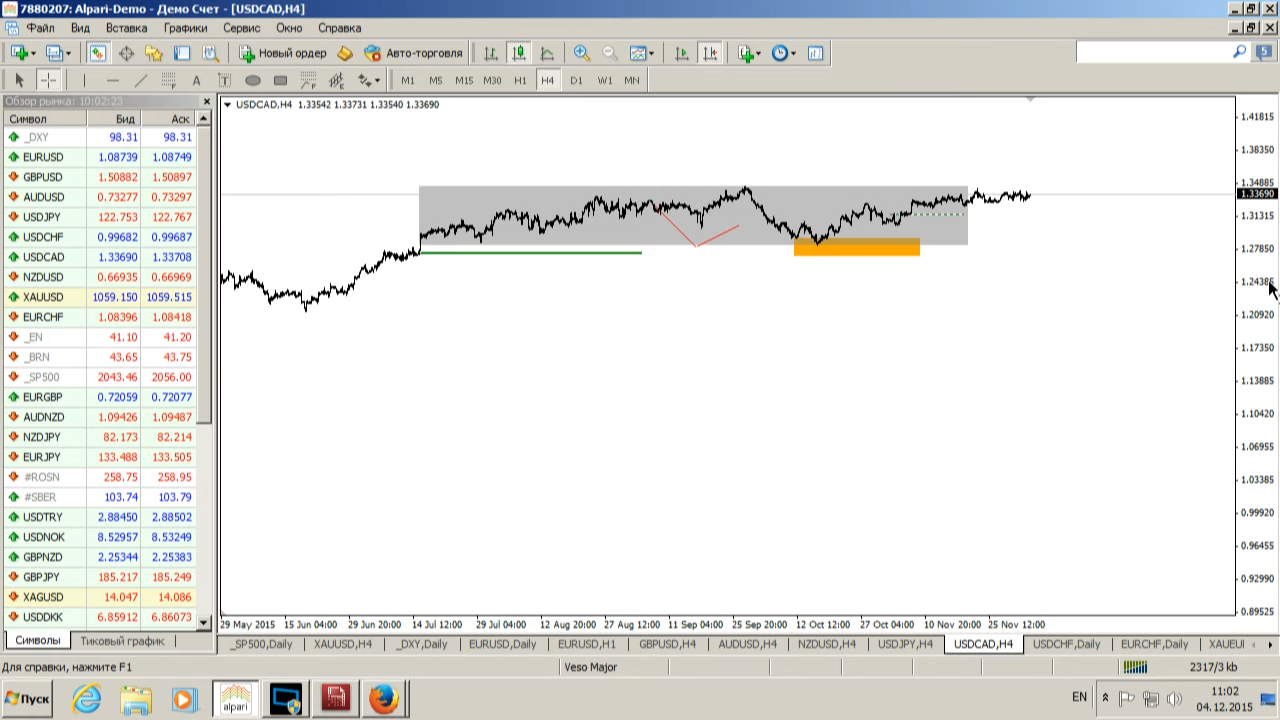 7880207: Alpari-Demo - Демо Счет - [USDCAD,H4]
Файл Вид Вставка Графики Сервис Окно Справка
Новый ордер Авто-торговля 5
A T M1 M5 M15 M30 H1 H4 D1 W1 MN
Обзор рынка: 10:02:23
Символ Бид Аск
_DXY 98.31 98.31
EURUSD 1.08739 1.08749
GBPUSD 1.50882 1.50897
AUDUSD 0.73277 0.73297
USDJPY 122.753 122.767
USDCHF 0.99682 0.99687
USDCAD 1.33690 1.33708
NZDUSD 0.66935 0.66969
XAUUSD 1059.150 1059.515
EURCHF 1.08396 1.08418
_EN 41.10 41.20
_BRN 43.65 43.75
_SP500 2043.46 2056.00
EURGBP 0.72059 0.72077
AUDNZD 1.09426 1.09487
NZDJPY 82.173 82.214
EURJPY 133.488 133.505
#ROSN 258.75 258.95
#SBER 103.74 103.79
USDTRY 2.88450 2.88502
USDNOK 8.52957 8.53249
GBPNZD 2.25344 2.25383
GBPJPY 185.217 185.249
XAGUSD 14.047 14.086
USDDKK 6.85912 6.86073
Символы Тиковый график
USDCAD,H4 1.33542 1.33731 1.33540 1.33690
1.41815
1.38350
1.34885
1.33690
1.31315
1.27850
1.24385
1.20920
1.17350
1.13885
1.10420
1.06955
1.03385
0.99920
0.96455
0.92990
0.89525
29 May 2015 15 Jun 04:00 29 Jun 20:00 14 Jul 12:00 29 Jul 04:00 12 Aug 20:00 27 Aug 12:00 11 Sep 04:00 25 Sep 20:00 12 Oct 12:00 27 Oct 04:00 10 Nov 20:00 25 Nov 12:00
_SP500,Daily XAUUSD,H4 _DXY,Daily EURUSD,Daily EURUSD,H1 GBPUSD,H4 AUDUSD,H4 NZDUSD,H4 USDJPY,H4 USDCAD,H4 USDCHF,Daily EURCHF,Daily XAUEUI
Для справки, нажмите F1 Veso Major 2317/3 kb
Пуск alpari EN 11:02
04.12.2015